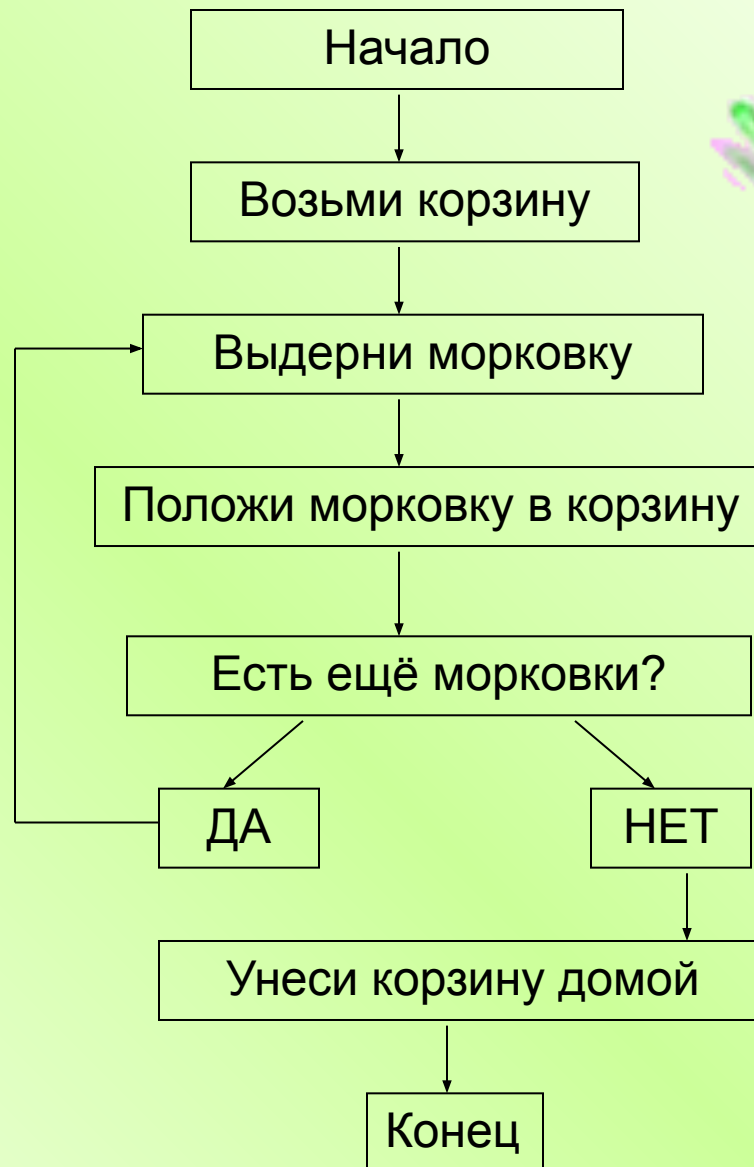 Начало
Возьми корзину
Выдерни морковку
Положи морковку в корзину
Есть ещё морковки?
ДА
НЕТ
Унеси корзину домой
Конец